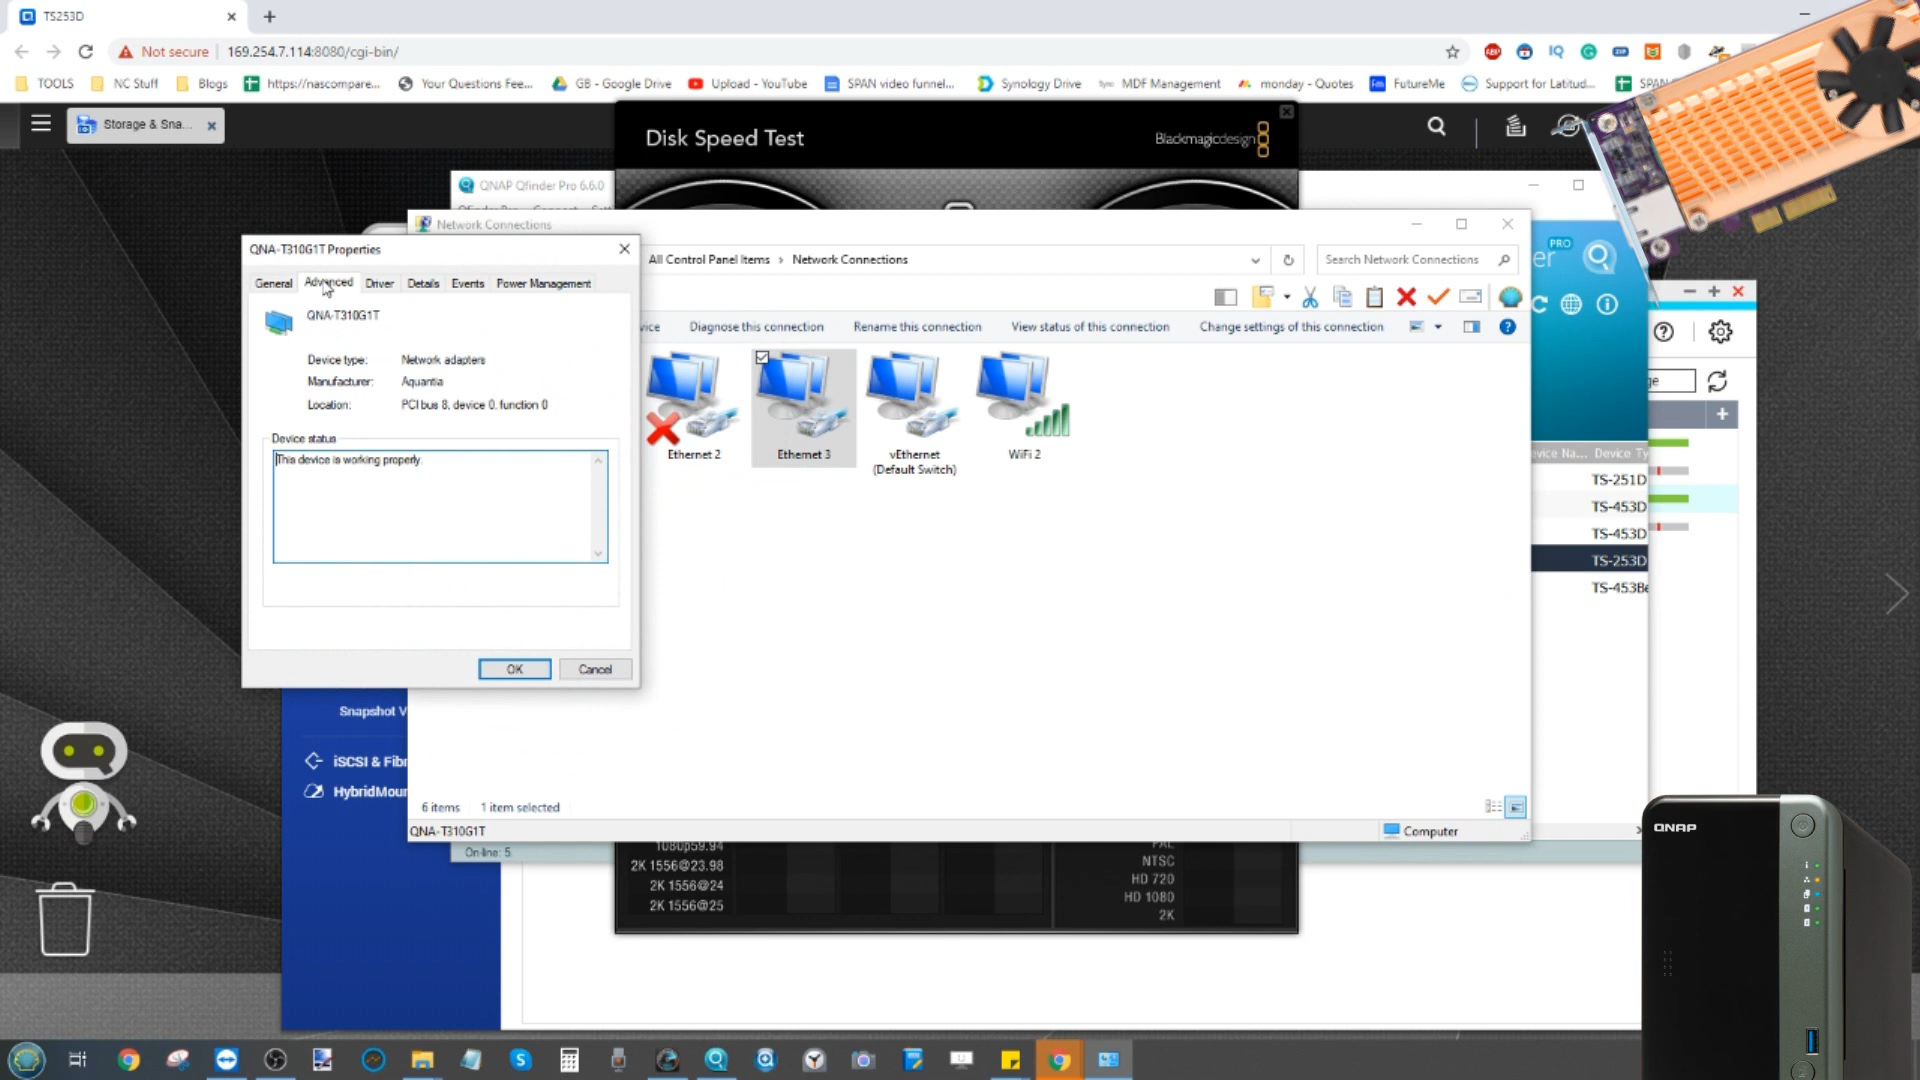 TS253D
Not secure
169.254.7.114:8080/cgi-bin/
TOOLS
NC Stuff
Blogs
https://nascompare...
Your Questions Fee...
GB - Google Drive
Upload - YouTube
SPAN video funnel...
Synology Drive
MDF Management
monday - Quotes
FutureMe
Support for Latitud...
Storage & Sna...
Disk Speed Test
Blackmagicdesign
QNAP Qfinder Pro 6.6.0
Network Connections
PRO
QNA-T310G1T Properties
All Control Panel Items › Network Connections
Search Network Connections
General
Advanced
Driver
Details
Events
Power Management
QNA-T310G1T
Diagnose this connection
Rename this connection
View status of this connection
Change settings of this connection
Device type:
Network adapters
Manufacturer:
Aquantia
Location:
PCI bus 8, device 0, function 0
Device status
This device is working properly.
Ethernet 2
Ethernet 3
vEthernet
(Default Switch)
WiFi 2
Device Ty
TS-251D
TS-453D
TS-453D
TS-253D
TS-453Be
OK
Cancel
Snapshot V
iSCSI & Fibr
HybridMoun
6 items
1 item selected
QNA-T310G1T
Computer
QNAP
On-line: 5
1080p59.94
2K 1556@23.98
2K 1556@24
2K 1556@25
PAL
NTSC
HD 720
HD 1080
2K